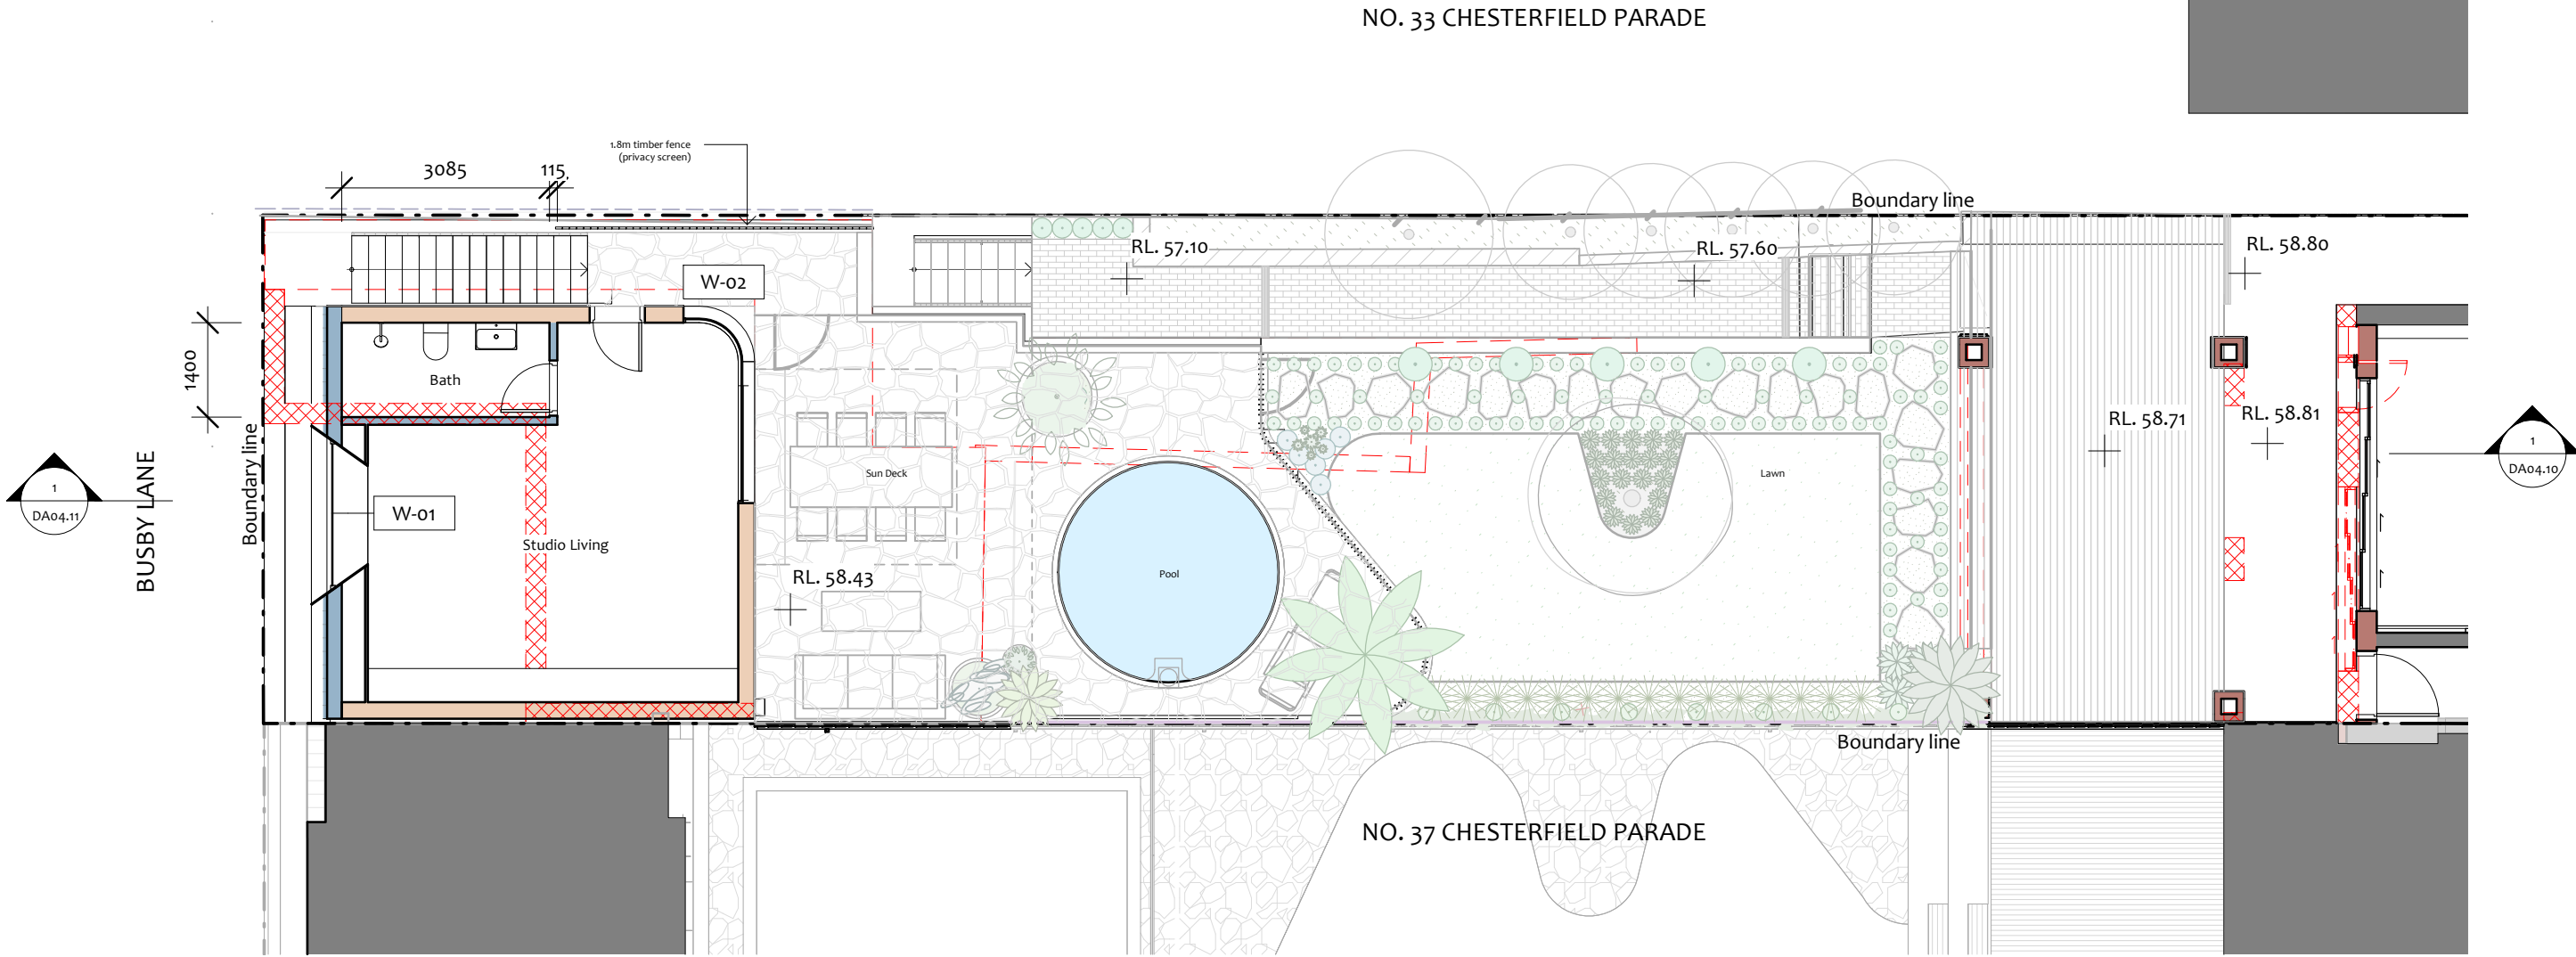 NO. 33 CHESTERFIELD PARADE
1.8m timber fence
(privacy screen)
3085
115
Boundary line
RL. 57.10
RL. 57.60
RL. 58.80
W-02
1400
Bath
RL. 58.71
RL. 58.81
Boundary line
BUSBY LANE
1
DA04.11
1
DA04.10
W-01
Sun Deck
Lawn
Studio Living
RL. 58.43
Pool
Boundary line
NO. 37 CHESTERFIELD PARADE